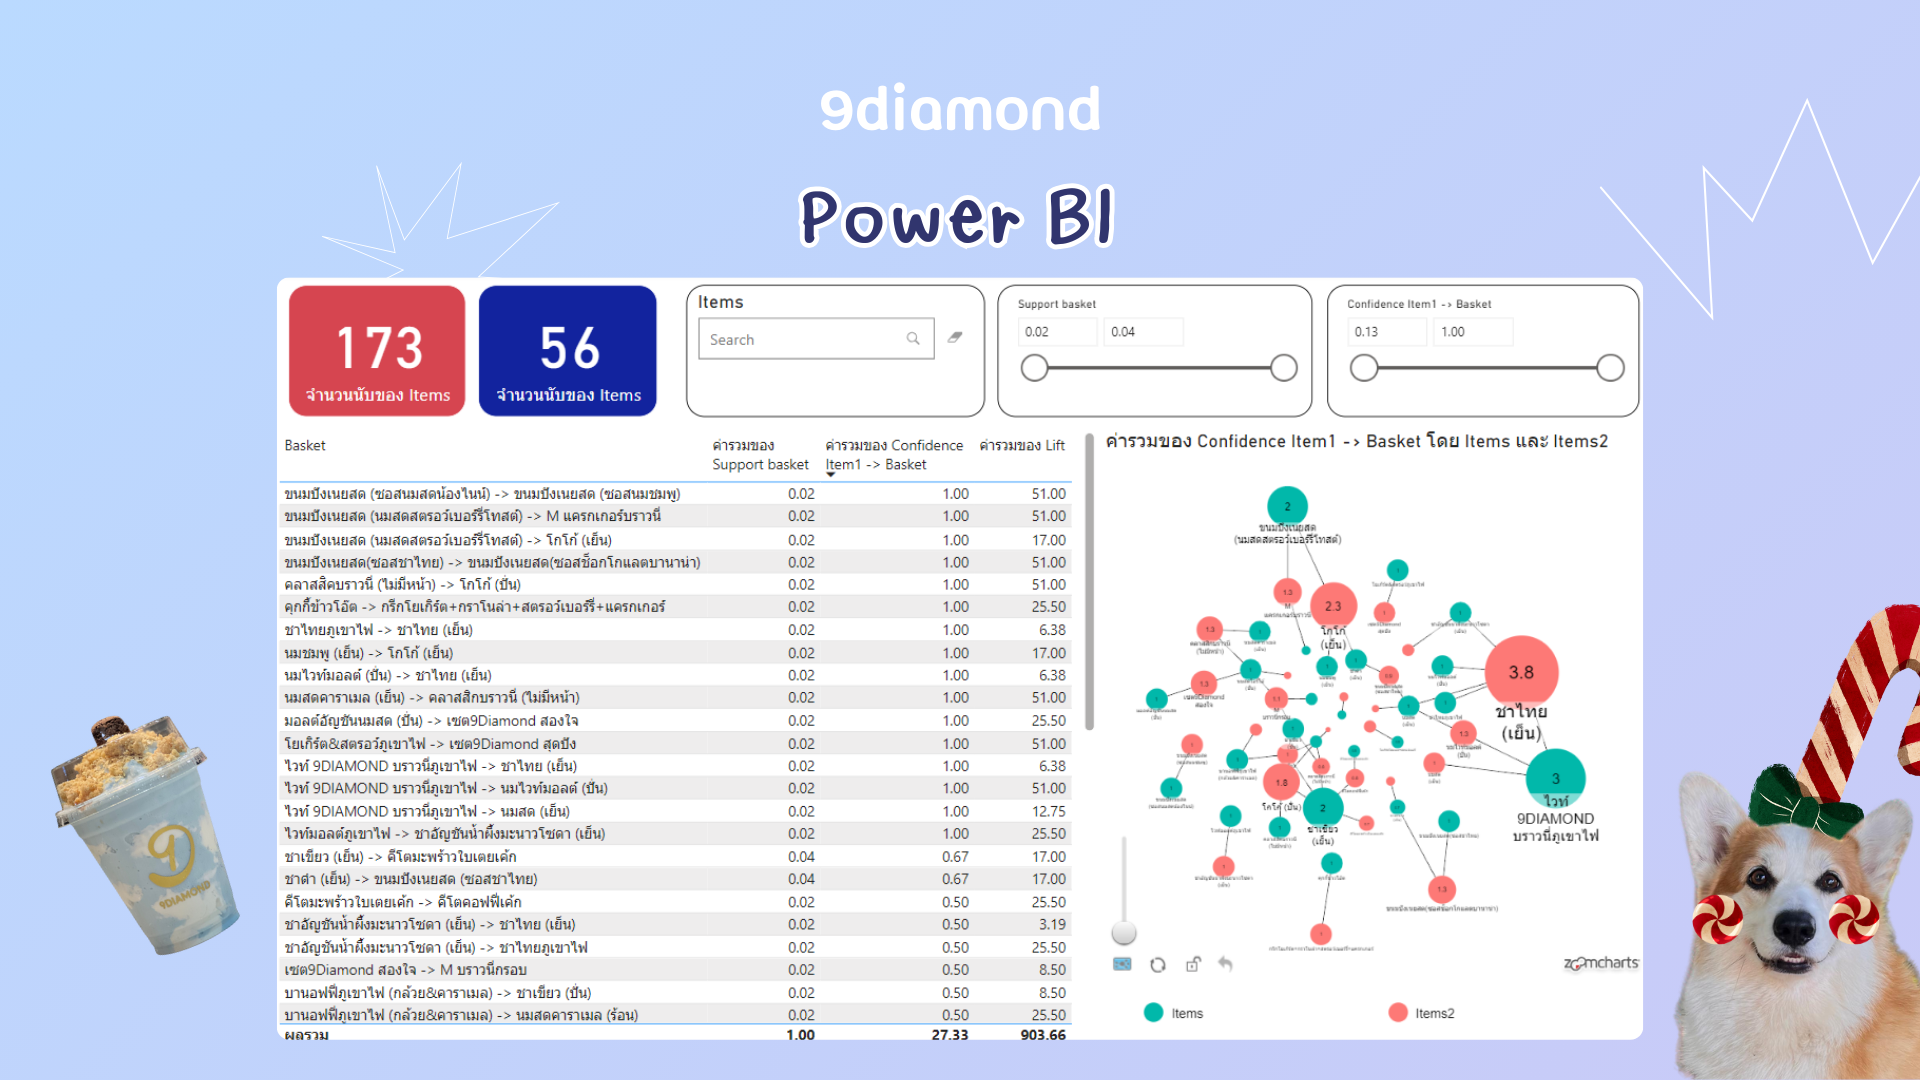 9diamond
Power BI
173
จำนวนนับของ Items
56
จำนวนนับของ Items
Items
Search
Support basket
0.02 0.04
Confidence Item1 -> Basket
0.13 1.00
Basket ค่ารวมของ Support basket ค่ารวมของ Confidence Item1 -> Basket ค่ารวมของ Lift
ขนมปังเนยสด (ซอสนมสดน้องไนน์) -> ขนมปังเนยสด (ซอสนมชมพู) 0.02 1.00 51.00
ขนมปังเนยสด (นมสดสตรอว์เบอร์รี่โทสต์) -> M แครกเกอร์บราวนี่ 0.02 1.00 51.00
ขนมปังเนยสด (นมสดสตรอว์เบอร์รี่โทสต์) -> โกโก้ (เย็น) 0.02 1.00 17.00
ขนมปังเนยสด(ซอสชาไทย) -> ขนมปังเนยสด(ซอสช็อกโกแลตบานาน่า) 0.02 1.00 51.00
คลาสสิคบราวนี่ (ไม่มีหน้า) -> โกโก้ (ปั่น) 0.02 1.00 51.00
คุกกี้ข้าวโอ๊ต -> กรีกโยเกิร์ต+กราโนล่า+สตรอว์เบอร์รี่+แครกเกอร์ 0.02 1.00 25.50
ชาไทยภูเขาไฟ -> ชาไทย (เย็น) 0.02 1.00 6.38
นมชมพู (เย็น) -> โกโก้ (เย็น) 0.02 1.00 17.00
นมไวท์มอลต์ (ปั่น) -> ชาไทย (เย็น) 0.02 1.00 6.38
นมสดคาราเมล (เย็น) -> คลาสสิกบราวนี่ (ไม่มีหน้า) 0.02 1.00 51.00
มอลต์อัญชันนมสด (ปั่น) -> เซต9Diamond สองใจ 0.02 1.00 25.50
โยเกิร์ต&สตรอว์ภูเขาไฟ -> เซต9Diamond สุดปัง 0.02 1.00 51.00
ไวท์ 9DIAMOND บราวนี่ภูเขาไฟ -> ชาไทย (เย็น) 0.02 1.00 6.38
ไวท์ 9DIAMOND บราวนี่ภูเขาไฟ -> นมไวท์มอลต์ (ปั่น) 0.02 1.00 51.00
ไวท์ 9DIAMOND บราวนี่ภูเขาไฟ -> นมสด (เย็น) 0.02 1.00 12.75
ไวท์มอลต์ภูเขาไฟ -> ชาอัญชันน้ำผึ้งมะนาวโซดา (เย็น) 0.02 1.00 25.50
ชาเขียว (เย็น) -> คีโตมะพร้าวใบเตยเค้ก 0.04 0.67 17.00
ชาดำ (เย็น) -> ขนมปังเนยสด (ซอสชาไทย) 0.04 0.67 17.00
คีโตมะพร้าวใบเตยเค้ก -> คีโตคอฟฟี่เค้ก 0.02 0.50 25.50
ชาอัญชันน้ำผึ้งมะนาวโซดา (เย็น) -> ชาไทย (เย็น) 0.02 0.50 3.19
ชาอัญชันน้ำผึ้งมะนาวโซดา (เย็น) -> ชาไทยภูเขาไฟ 0.02 0.50 25.50
เซต9Diamond สองใจ -> M บราวนี่กรอบ 0.02 0.50 8.50
บานอฟฟี่ภูเขาไฟ (กล้วย&คาราเมล) -> ชาเขียว (ปั่น) 0.02 0.50 8.50
บานอฟฟี่ภูเขาไฟ (กล้วย&คาราเมล) -> นมสดคาราเมล (ร้อน) 0.02 0.50 25.50
ผลรวม 1.00 27.33 903.66
ค่ารวมของ Confidence Item1 -> Basket โดย Items และ Items2
2
ขนมปังเนยสด
(นมสดสตรอว์เบอร์รี่โทสต์)
1.3
2.3
โกโก้
(เย็น)
1.3
1.3
3.8
ชาไทย
(เย็น)
1.3
3
ไวท์
9DIAMOND
บราวนี่ภูเขาไฟ
1.8
โกโก้ (ปั่น)
2
ชาเขียว
(เย็น)
1.3
zoomcharts
Items
Items2
9
9DIAMOND